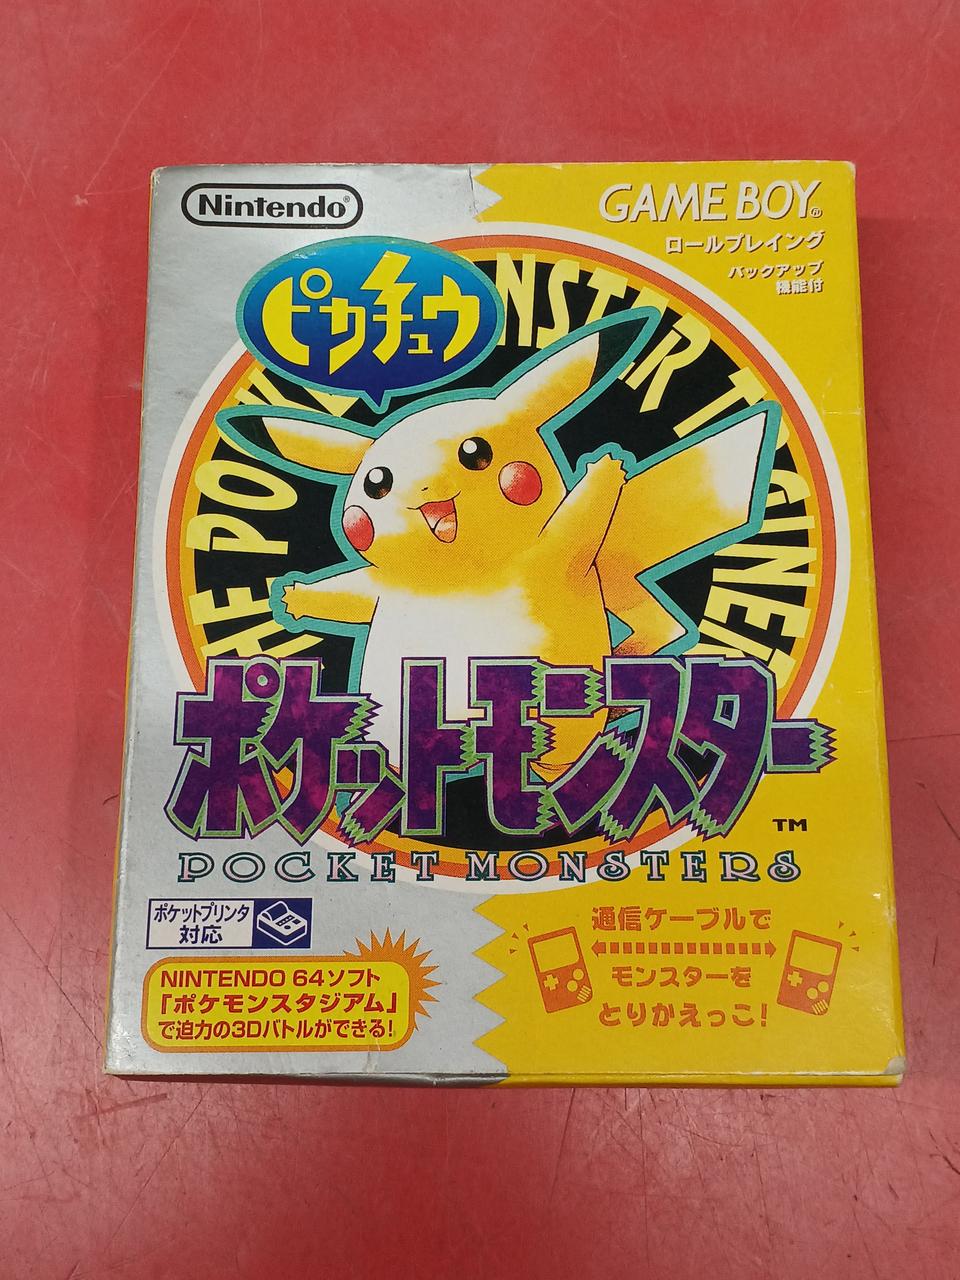 Nintendo®
GAME BOY®
ロールプレイング
バックアップ
機能付
ピカチュウ
ポケットモンスター
TM
POCKET MONSTERS
ポケットプリンタ
対応
NINTENDO 64ソフト
「ポケモンスタジアム」
で迫力の3Dバトルができる!
通信ケーブルで
モンスターを
とりかえっこ!